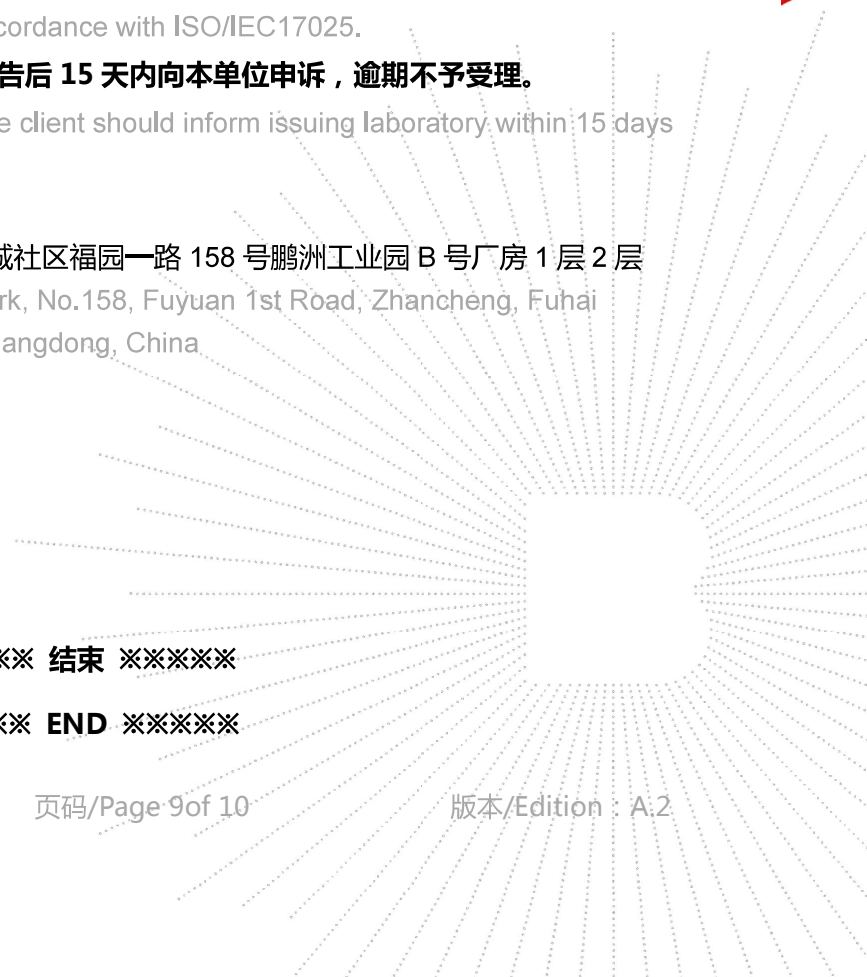 cordance with ISO/IEC17025.
告后 15 天内向本单位申诉，逾期不予受理。
e client should inform issuing laboratory within 15 days
城社区福园一路 158 号鹏洲工业园 B 号厂房 1 层 2 层
rk, No.158, Fuyuan 1st Road, Zhancheng, Fuhai
angdong, China
※ 结束 ※※※※※
※ END ※※※※※
页码/Page 9of 10 版本/Edition：A.2